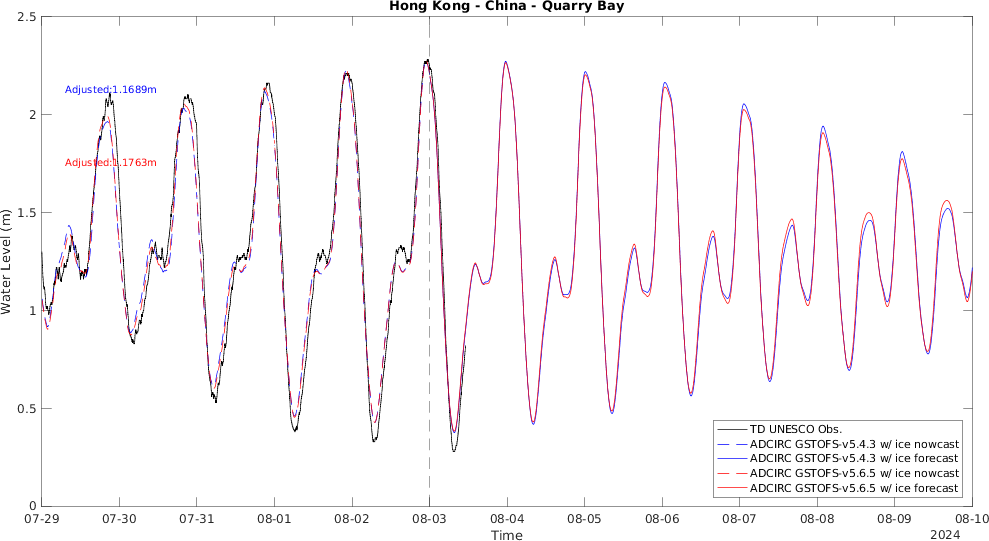 Hong Kong - China - Quarry Bay
2.5
2
1.5
1
0.5
0
Water Level (m)
Adjusted:1.1689m
Adjusted:1.1763m
TD UNESCO Obs.
ADCIRC GSTOFS-v5.4.3 w/ ice nowcast
ADCIRC GSTOFS-v5.4.3 w/ ice forecast
ADCIRC GSTOFS-v5.6.5 w/ ice nowcast
ADCIRC GSTOFS-v5.6.5 w/ ice forecast
07-29 07-30 07-31 08-01 08-02 08-03 08-04 08-05 08-06 08-07 08-08 08-09 08-10
Time
2024